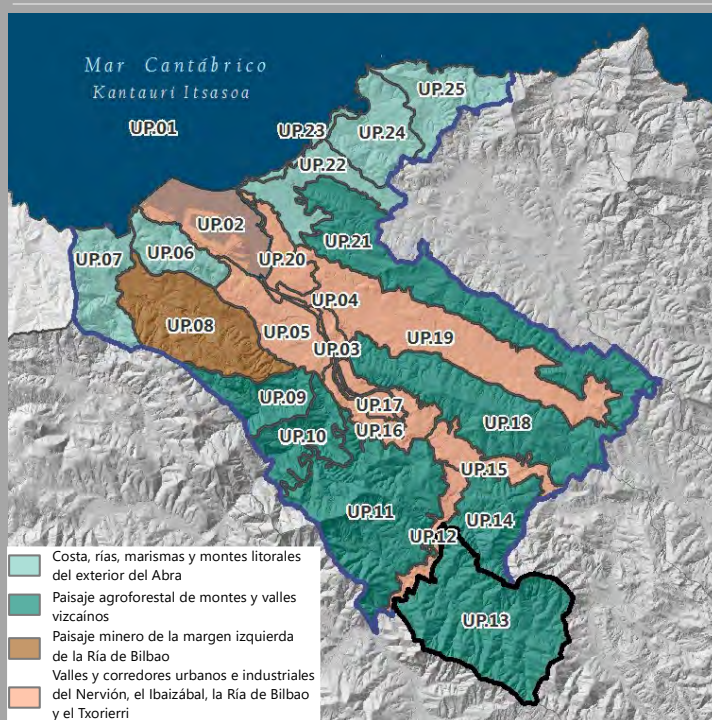 Mar Cantábrico
Kantauri Itsasoa
UP.01
UP.25
UP.23
UP.24
UP.22
UP.02
UP.21
UP.07
UP.06
UP.20
UP.04
UP.08
UP.05
UP.19
UP.03
UP.09
UP.17
UP.18
UP.10
UP.16
UP.15
UP.11
UP.14
UP.12
UP.13
Costa, rías, marismas y montes litorales
del exterior del Abra
Paisaje agroforestal de montes y valles
vizcaínos
Paisaje minero de la margen izquierda
de la Ría de Bilbao
Valles y corredores urbanos e industriales
del Nervión, el Ibaizábal, la Ría de Bilbao
y el Txorierri